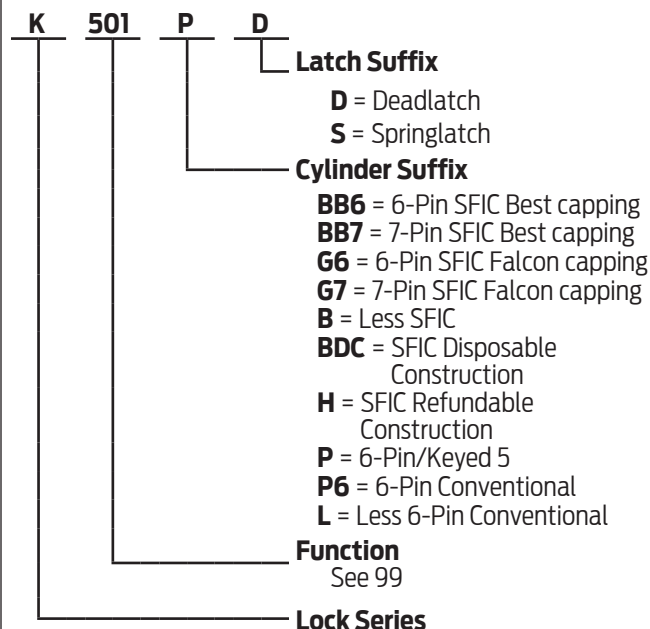 K 501 P D
Latch Suffix
D = Deadlatch
S = Springlatch
Cylinder Suffix
BB6 = 6-Pin SFIC Best capping
BB7 = 7-Pin SFIC Best capping
G6 = 6-Pin SFIC Falcon capping
G7 = 7-Pin SFIC Falcon capping
B = Less SFIC
BDC = SFIC Disposable
Construction
H = SFIC Refundable
Construction
P = 6-Pin/Keyed 5
P6 = 6-Pin Conventional
L = Less 6-Pin Conventional
Function
See 99
Lock Series